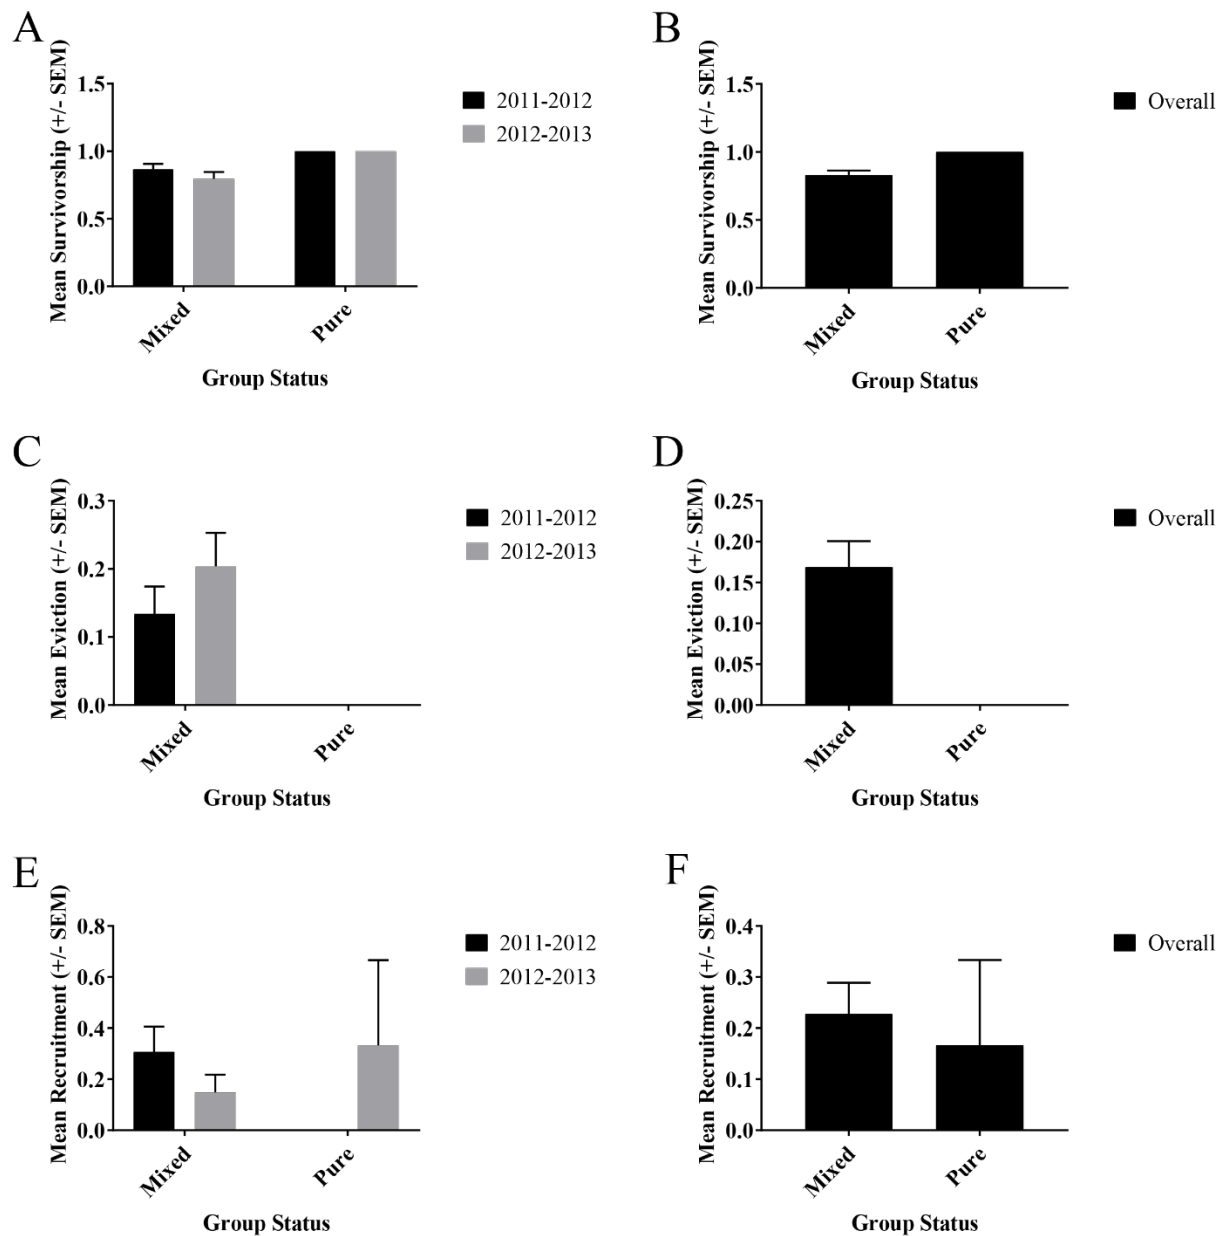 A
Mean Survivorship (+/- SEM)
1.5
1.0
0.5
0.0
Mixed
Pure
Group Status
2011-2012
2012-2013
B
Mean Survivorship (+/- SEM)
1.5
1.0
0.5
0.0
Mixed
Pure
Group Status
Overall
C
Mean Eviction (+/- SEM)
0.3
0.2
0.1
0.0
Mixed
Pure
Group Status
2011-2012
2012-2013
D
Mean Eviction (+/- SEM)
0.25
0.20
0.15
0.10
0.05
0.00
Mixed
Pure
Group Status
Overall
E
Mean Recruitment (+/- SEM)
0.8
0.6
0.4
0.2
0.0
Mixed
Pure
Group Status
2011-2012
2012-2013
F
Mean Recruitment (+/- SEM)
0.4
0.3
0.2
0.1
0.0
Mixed
Pure
Group Status
Overall